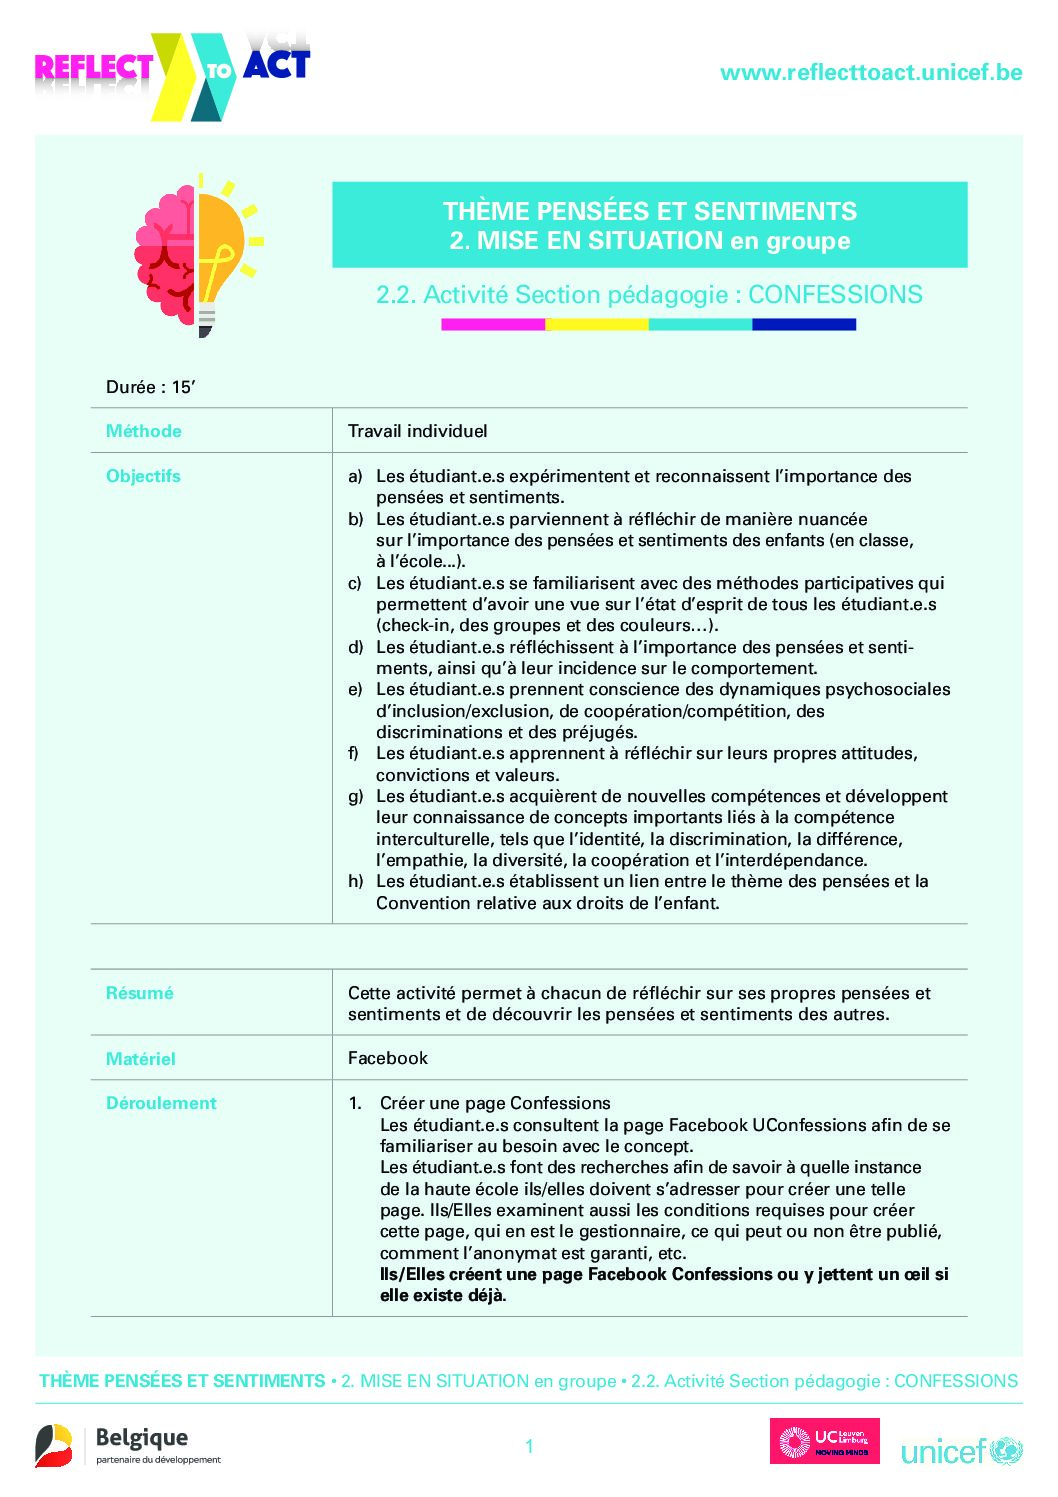 REFLECT TO ACT
www.reflecttoact.unicef.be
THÈME PENSÉES ET SENTIMENTS
2. MISE EN SITUATION en groupe
2.2. Activité Section pédagogie : CONFESSIONS
Durée : 15’
Méthode
Travail individuel
Objectifs
a) Les étudiant.e.s expérimentent et reconnaissent l’importance des
pensées et sentiments.
b) Les étudiant.e.s parviennent à réfléchir de manière nuancée
sur l’importance des pensées et sentiments des enfants (en classe,
à l’école...).
c) Les étudiant.e.s se familiarisent avec des méthodes participatives qui
permettent d’avoir une vue sur l’état d’esprit de tous les étudiant.e.s
(check-in, des groupes et des couleurs…).
d) Les étudiant.e.s réfléchissent à l’importance des pensées et senti-
ments, ainsi qu’à leur incidence sur le comportement.
e) Les étudiant.e.s prennent conscience des dynamiques psychosociales
d’inclusion/exclusion, de coopération/compétition, des
discriminations et des préjugés.
f) Les étudiant.e.s apprennent à réfléchir sur leurs propres attitudes,
convictions et valeurs.
g) Les étudiant.e.s acquièrent de nouvelles compétences et développent
leur connaissance de concepts importants liés à la compétence
interculturelle, tels que l’identité, la discrimination, la différence,
l’empathie, la diversité, la coopération et l’interdépendance.
h) Les étudiant.e.s établissent un lien entre le thème des pensées et la
Convention relative aux droits de l’enfant.
Résumé
Cette activité permet à chacun de réfléchir sur ses propres pensées et
sentiments et de découvrir les pensées et sentiments des autres.
Matériel
Facebook
Déroulement
1. Créer une page Confessions
Les étudiant.e.s consultent la page Facebook UConfessions afin de se
familiariser au besoin avec le concept.
Les étudiant.e.s font des recherches afin de savoir à quelle instance
de la haute école ils/elles doivent s’adresser pour créer une telle
page. Ils/Elles examinent aussi les conditions requises pour créer
cette page, qui en est le gestionnaire, ce qui peut ou non être publié,
comment l’anonymat est garanti, etc.
Ils/Elles créent une page Facebook Confessions ou y jettent un œil si
elle existe déjà.
THÈME PENSÉES ET SENTIMENTS • 2. MISE EN SITUATION en groupe • 2.2. Activité Section pédagogie : CONFESSIONS
Belgique
partenaire du développement
1
UC Leuven
Limburg
MOVING MINDS
unicef